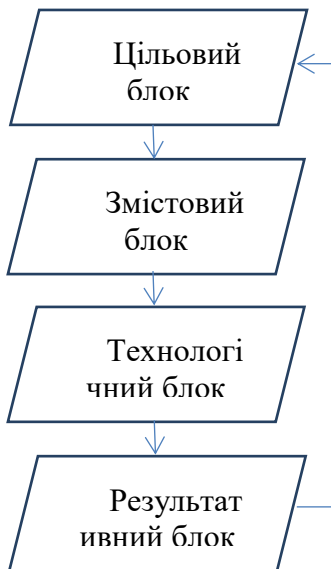 Цільовий
блок
Змістовий
блок
Технологі
чний блок
Результат
ивний блок